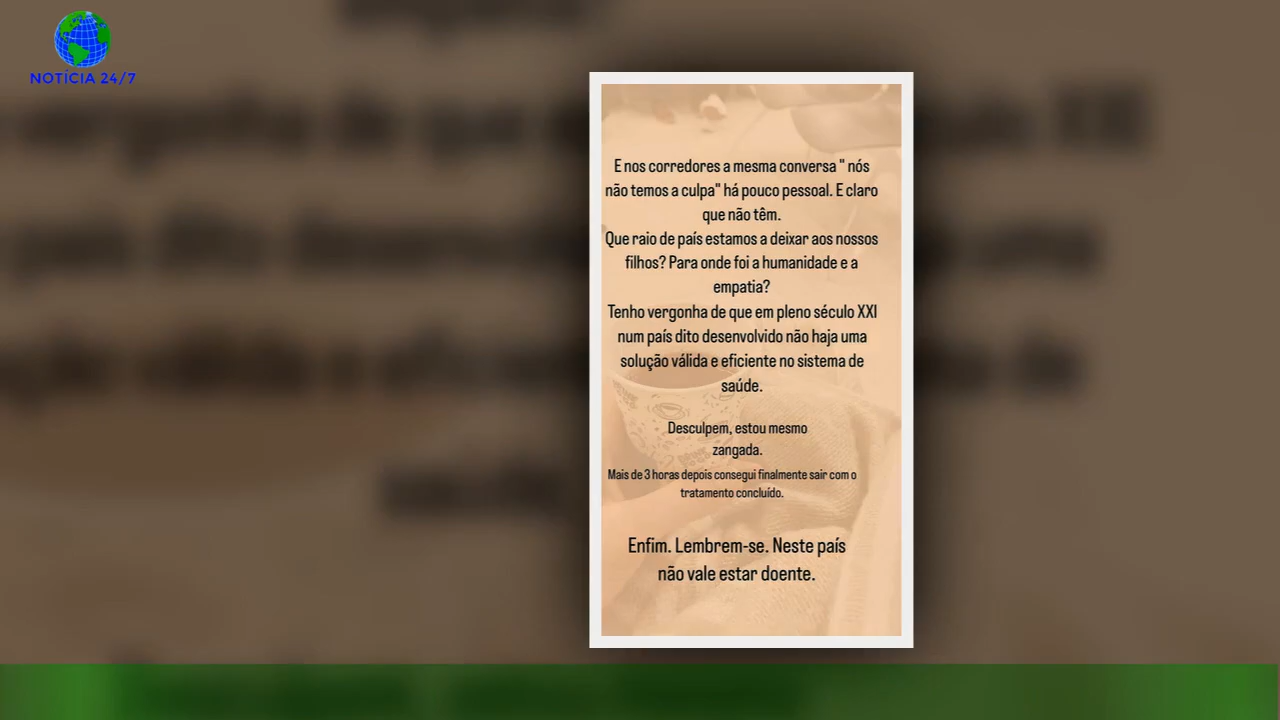 NOTÍCIA 24/7
E nos corredores a mesma conversa " nós
não temos a culpa" há pouco pessoal. E claro
que não têm.
Que raio de país estamos a deixar aos nossos
filhos? Para onde foi a humanidade e a
empatia?
Tenho vergonha de que em pleno século XXI
num país dito desenvolvido não haja uma
solução válida e eficiente no sistema de
saúde.
Desculpem, estou mesmo
zangada.
Mais de 3 horas depois consegui finalmente sair com o
tratamento concluído.
Enfim. Lembrem-se. Neste país
não vale estar doente.